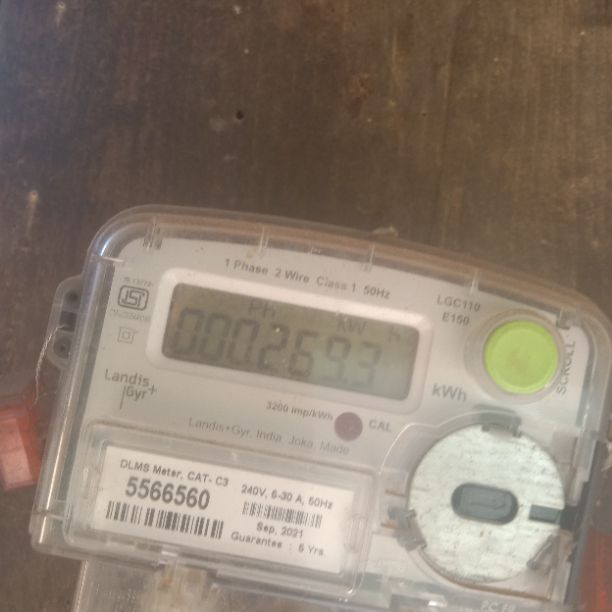 1 Phase 2 Wire Class 1 50Hz
LGC110
E150
Ph kW h
000269.3
kWh
SCROLL
Landis
Gyr+
3200 imp/kWh CAL
Landis+Gyr, India, Joka, Made
DLMS Meter, CAT- C3
5566560
240V, 5-30 A, 50Hz
Sep, 2021
Guarantee : 5 Yrs.